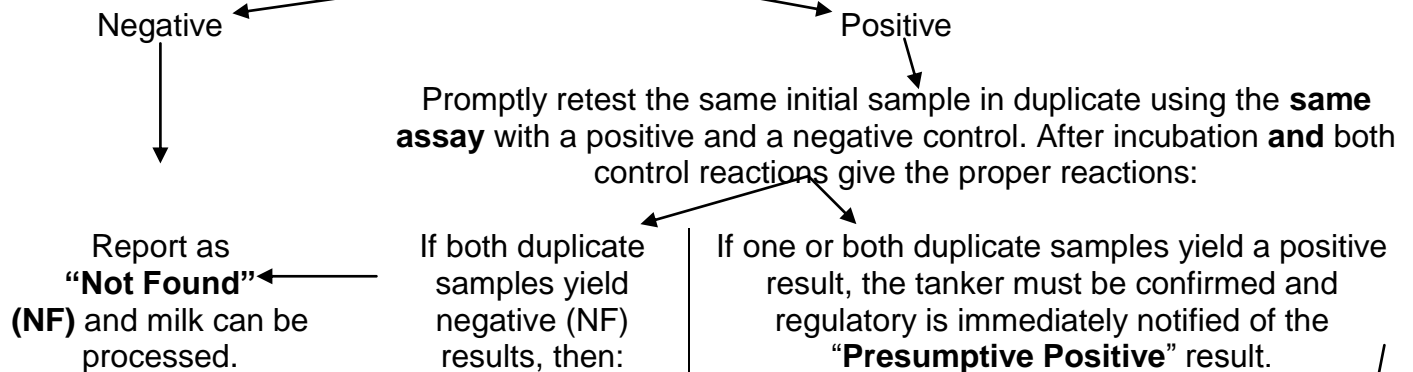 Negative
Positive
Promptly retest the same initial sample in duplicate using the same
assay with a positive and a negative control. After incubation and both
control reactions give the proper reactions:
Report as
“Not Found”
(NF) and milk can be
processed.
If both duplicate
samples yield
negative (NF)
results, then:
If one or both duplicate samples yield a positive
result, the tanker must be confirmed and
regulatory is immediately notified of the
“Presumptive Positive” result.